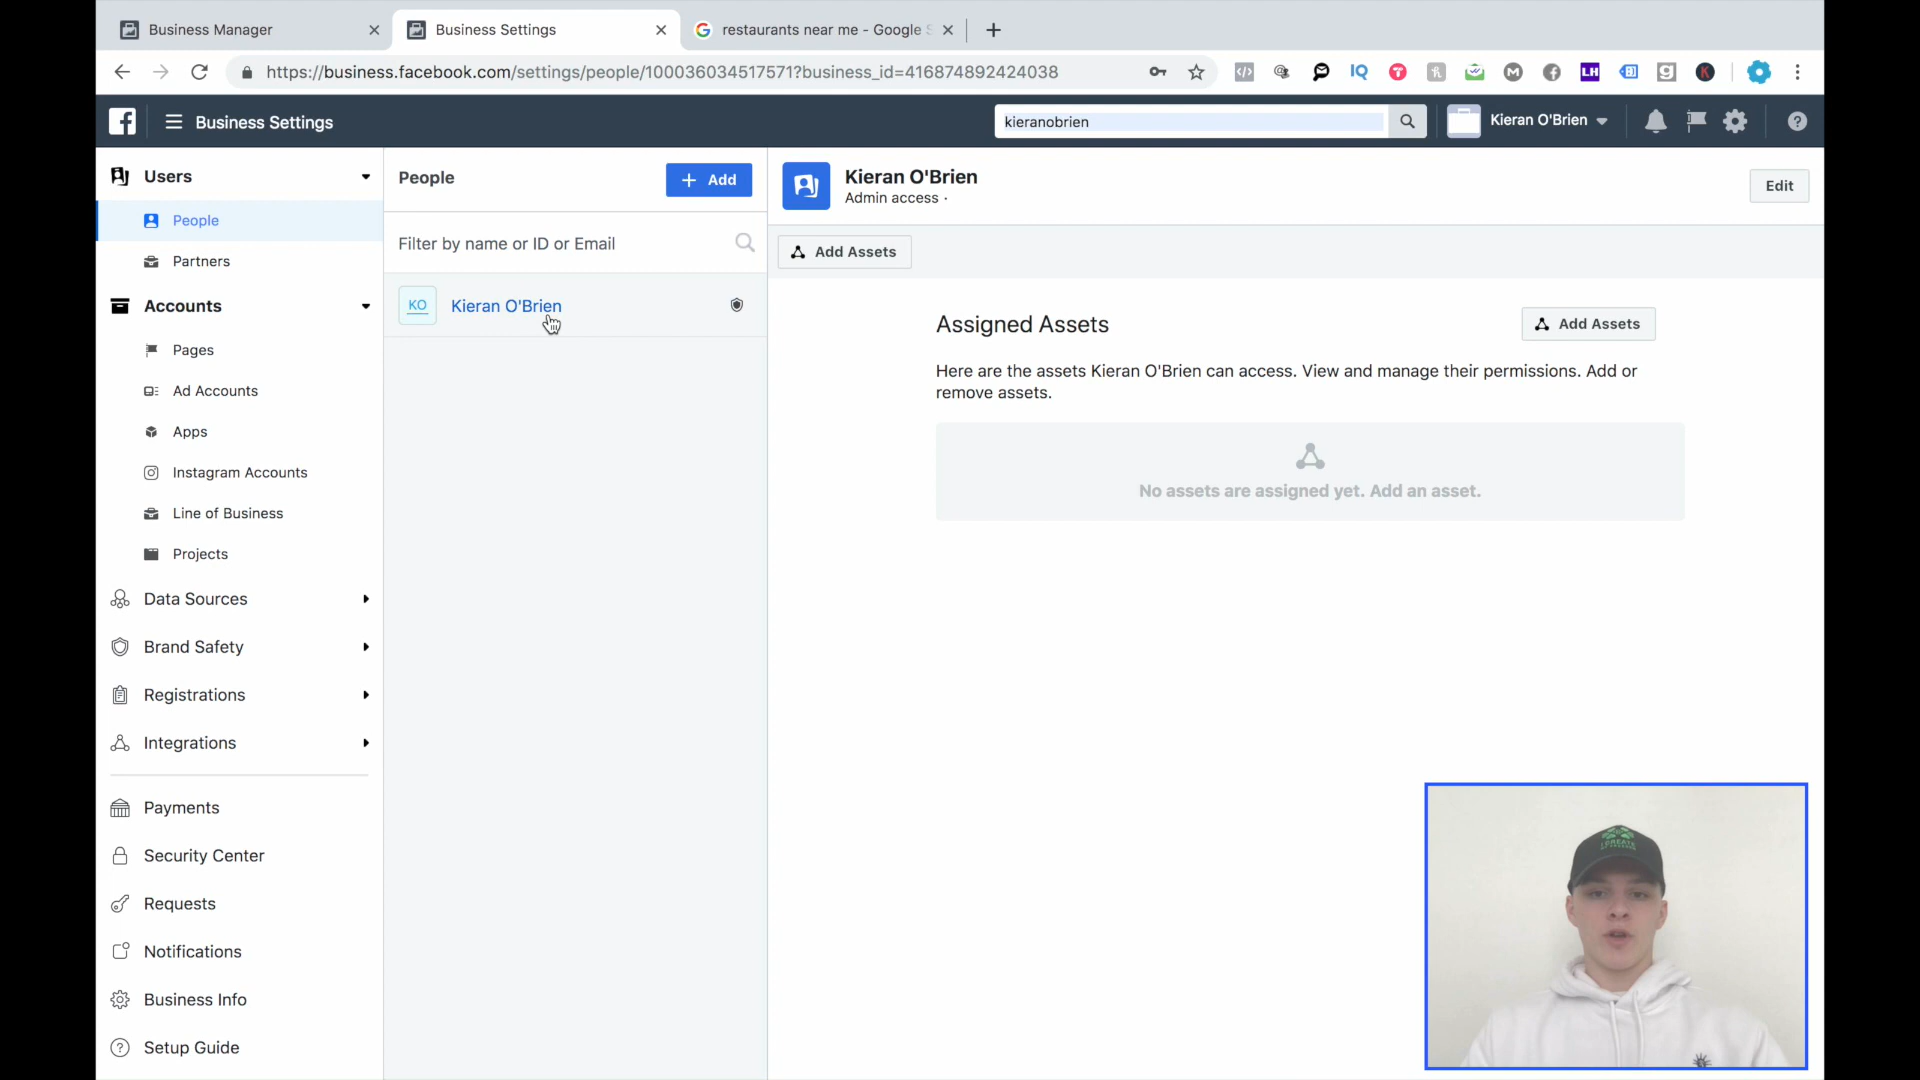 Business Manager
Business Settings
restaurants near me - Google S
https://business.facebook.com/settings/people/100036034517571?business_id=416874892424038
IQ
M
LH
g
K
Business Settings
kieranobrien
Kieran O'Brien
Users
People
Partners
Accounts
Pages
Ad Accounts
Apps
Instagram Accounts
Line of Business
Projects
Data Sources
Brand Safety
Registrations
Integrations
Payments
Security Center
Requests
Notifications
Business Info
Setup Guide
People
+ Add
Filter by name or ID or Email
KO
Kieran O'Brien
Kieran O'Brien
Admin access ·
Edit
Add Assets
Assigned Assets
Add Assets
Here are the assets Kieran O'Brien can access. View and manage their permissions. Add or
remove assets.
No assets are assigned yet. Add an asset.